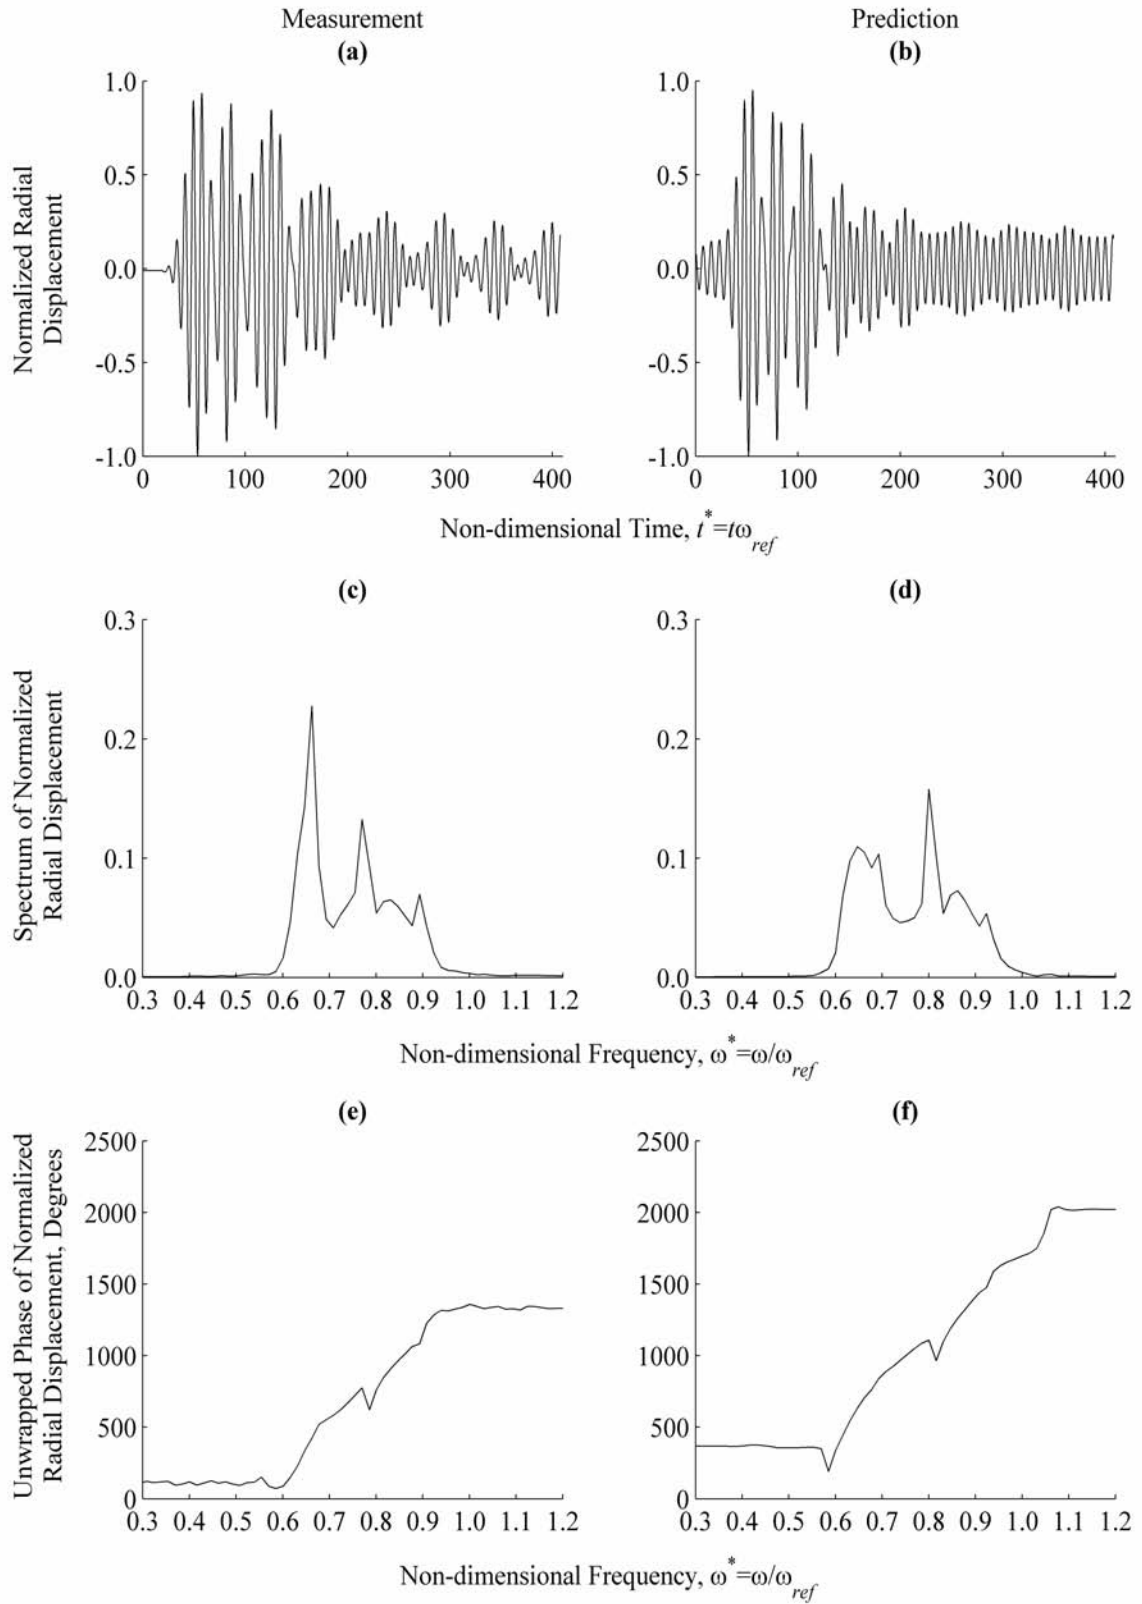 Measurement
Prediction
(a)
(b)
Normalized Radial
Displacement
1.0
0.5
0.0
-0.5
-1.0
0 100 200 300 400
1.0
0.5
0.0
-0.5
-1.0
0 100 200 300 400
Non-dimensional Time, t*=tω_ref
(c)
(d)
Spectrum of Normalized
Radial Displacement
0.3
0.2
0.1
0.0
0.3 0.4 0.5 0.6 0.7 0.8 0.9 1.0 1.1 1.2
0.3
0.2
0.1
0.0
0.3 0.4 0.5 0.6 0.7 0.8 0.9 1.0 1.1 1.2
Non-dimensional Frequency, ω*=ω/ω_ref
(e)
(f)
Unwrapped Phase of Normalized
Radial Displacement, Degrees
2500
2000
1500
1000
500
0
0.3 0.4 0.5 0.6 0.7 0.8 0.9 1.0 1.1 1.2
2500
2000
1500
1000
500
0
0.3 0.4 0.5 0.6 0.7 0.8 0.9 1.0 1.1 1.2
Non-dimensional Frequency, ω*=ω/ω_ref